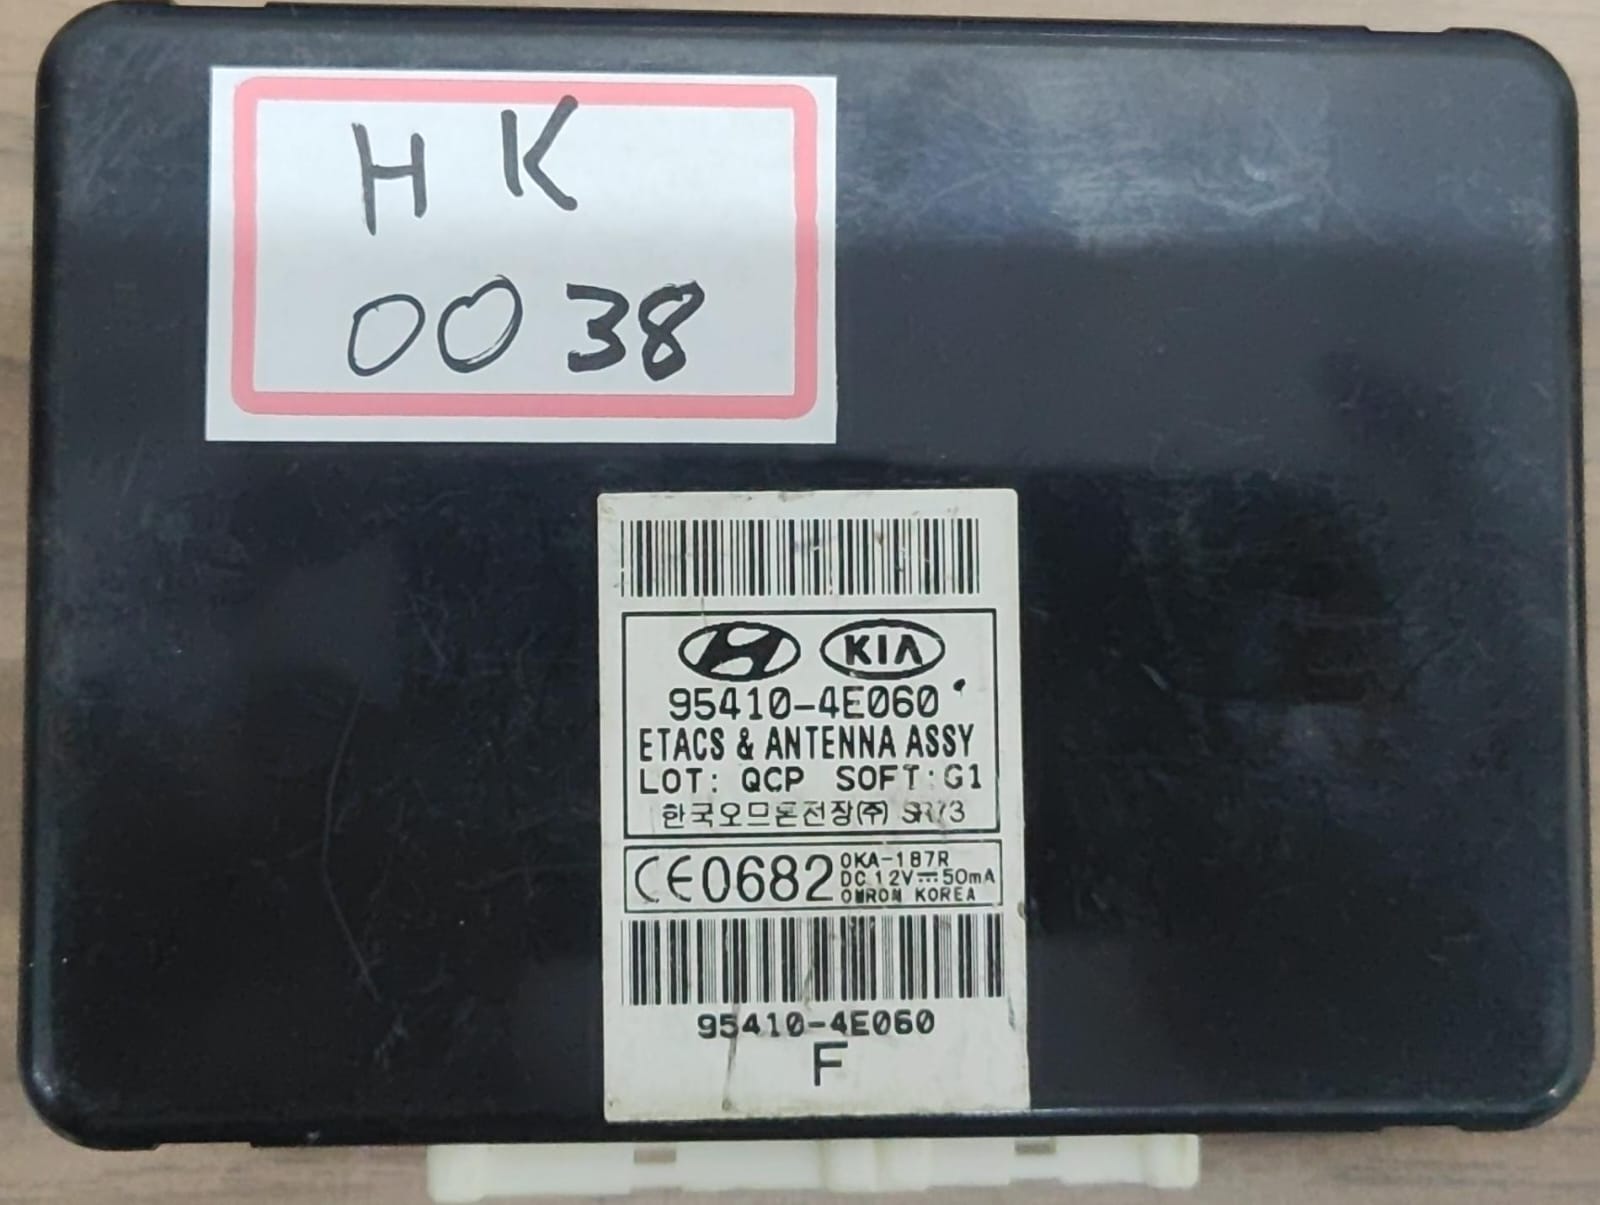 H K
0038
KIA
95410-4E060
ETACS & ANTENNA ASSY
LOT: QCP SOFT:G1
한국오므론전장(주) SR73
CE0682
OKA-187R
DC 12V⎓50mA
OMRON KOREA
95410-4E060
F